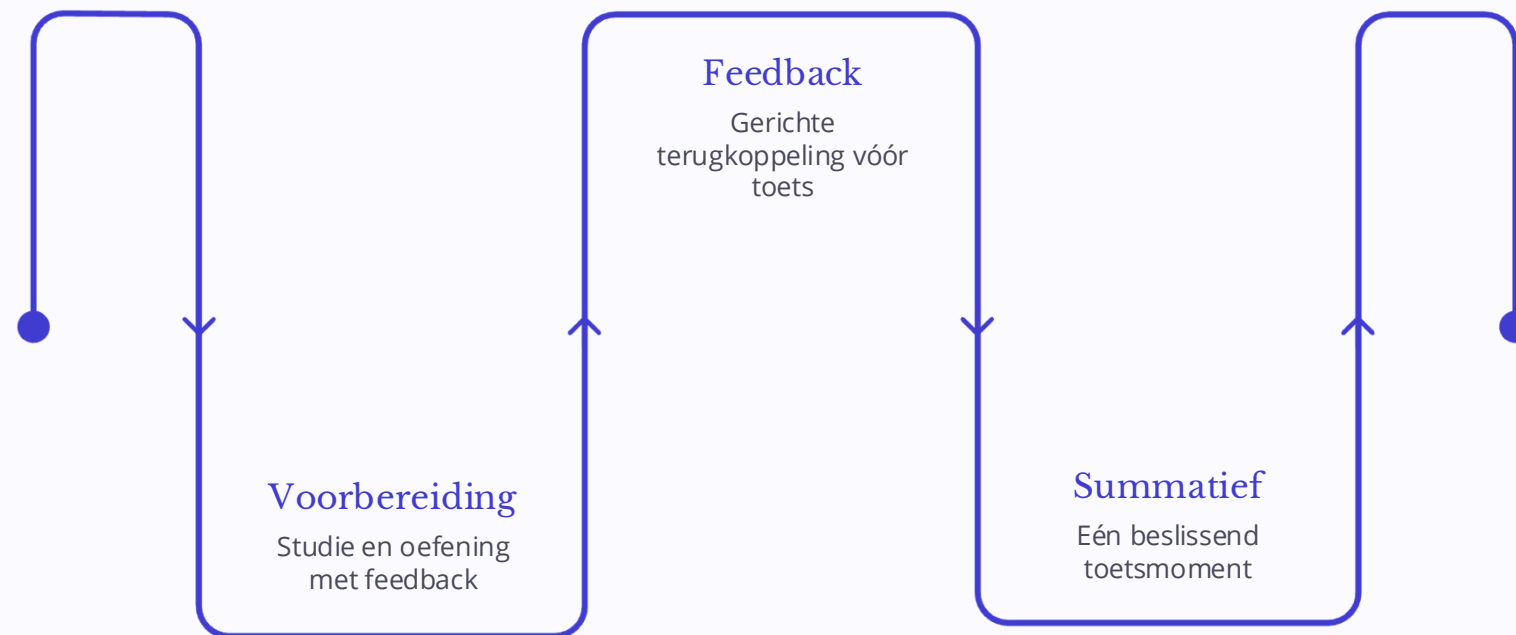 Voorbereiding
Studie en oefening
met feedback
Feedback
Gerichte
terugkoppeling vóór
toets
Summatief
Eén beslissend
toetsmoment